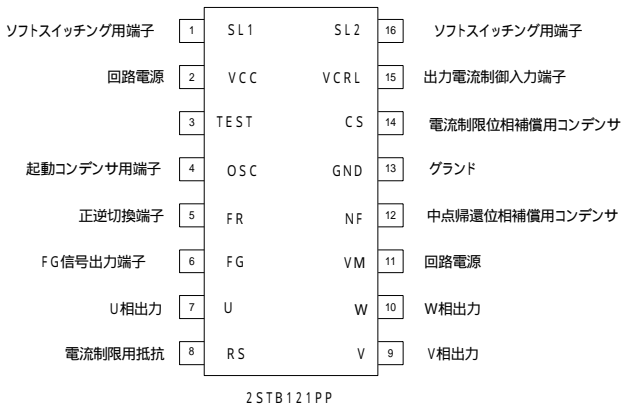 ソフトスイッチング用端子 1 SL1 SL2 16 ソフトスイッチング用端子
回路電源 2 VCC VCRL 15 出力電流制御入力端子
3 TEST CS 14 電流制限位相補償用コンデンサ
起動コンデンサ用端子 4 OSC GND 13 グランド
正逆切換端子 5 FR NF 12 中点帰還位相補償用コンデンサ
FG信号出力端子 6 FG VM 11 回路電源
U相出力 7 U W 10 W相出力
電流制限用抵抗 8 RS V 9 V相出力
2STB121PP